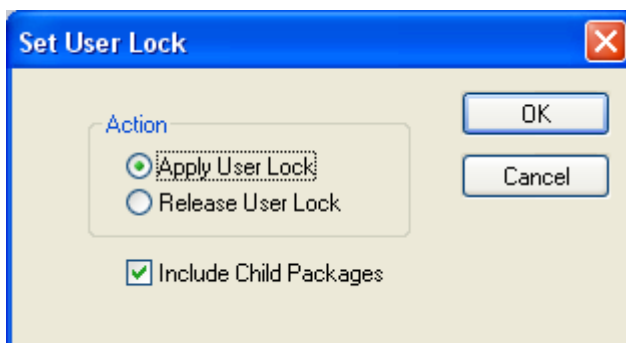 Set User Lock
Action
Apply User Lock
Release User Lock
Include Child Packages
OK
Cancel